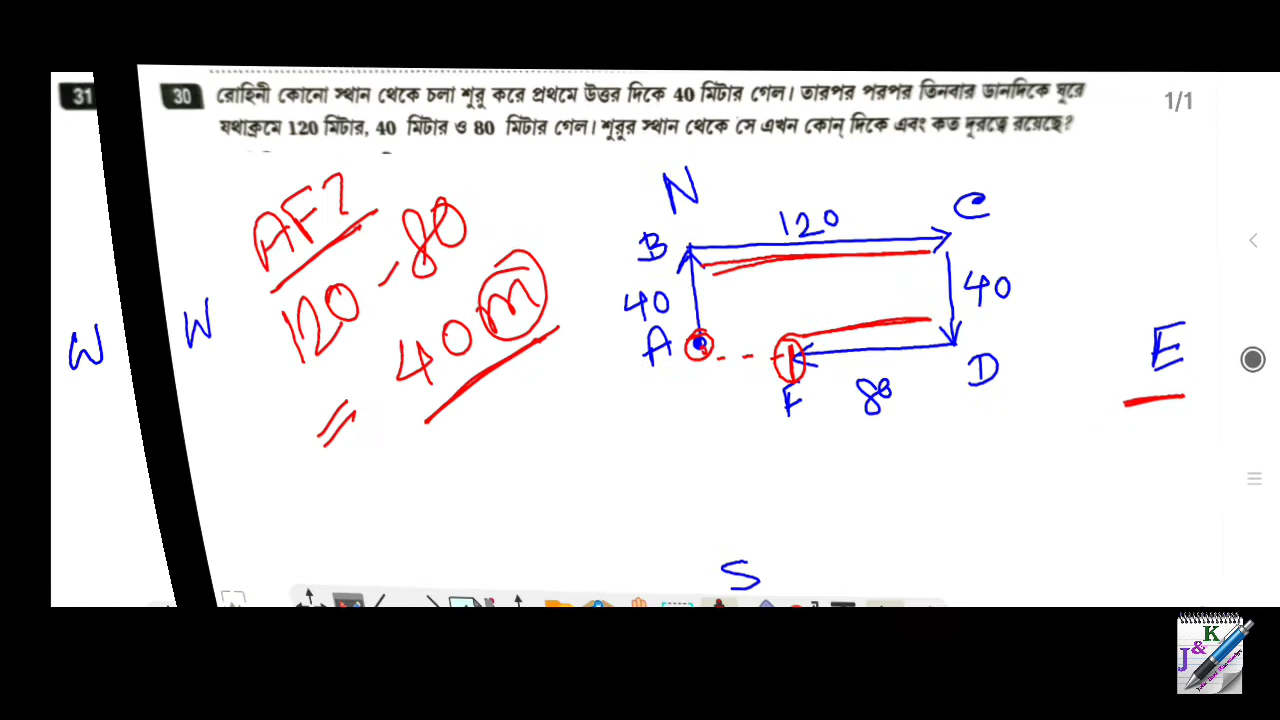 31
30 রোহিনী কোনো স্থান থেকে চলা শুরু করে প্রথমে উত্তর দিকে 40 মিটার গেল। তারপর পরপর তিনবার ডানদিকে ঘুরে
যথাক্রমে 120 মিটার, 40 মিটার ও 80 মিটার গেল। শুরুর স্থান থেকে সে এখন কোন্ দিকে এবং কত দূরত্বে রয়েছে?
1/1
AF?
120 - 80
= 40 m
N
B 120 C
40 40
A F D
80
W W E
S
J & K